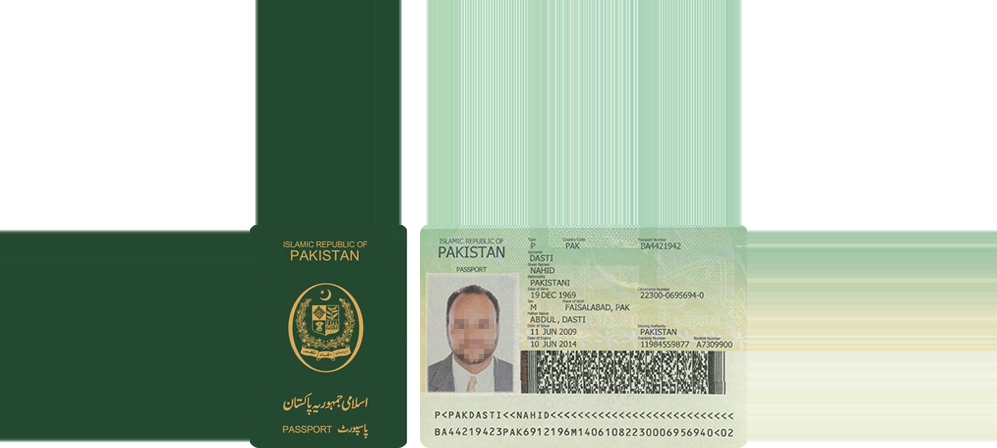 ISLAMIC REPUBLIC OF
PAKISTAN
اسلامی جمہوریہ پاکستان
PASSPORT پاسپورٹ
ISLAMIC REPUBLIC OF
PAKISTAN
PASSPORT
Type Country Code Passport Number
P PAK BA4421942
Surname
DASTI
Given Names
NAHID
Nationality
PAKISTANI
Date of Birth Citizenship Number
19 DEC 1969 22300-0695694-0
Sex Place of Birth
M FAISALABAD, PAK
Father Name
ABDUL, DASTI
Date of Issue Issuing Authority
11 JUN 2009 PAKISTAN
Date of Expiry Tracking Number Booklet Number
10 JUN 2014 11984559877 A7309900
P<PAKDASTI<<NAHID<<<<<<<<<<<<<<<<<<<<<<<<<<<
BA44219423PAK6912196M1406108223000695694O<02